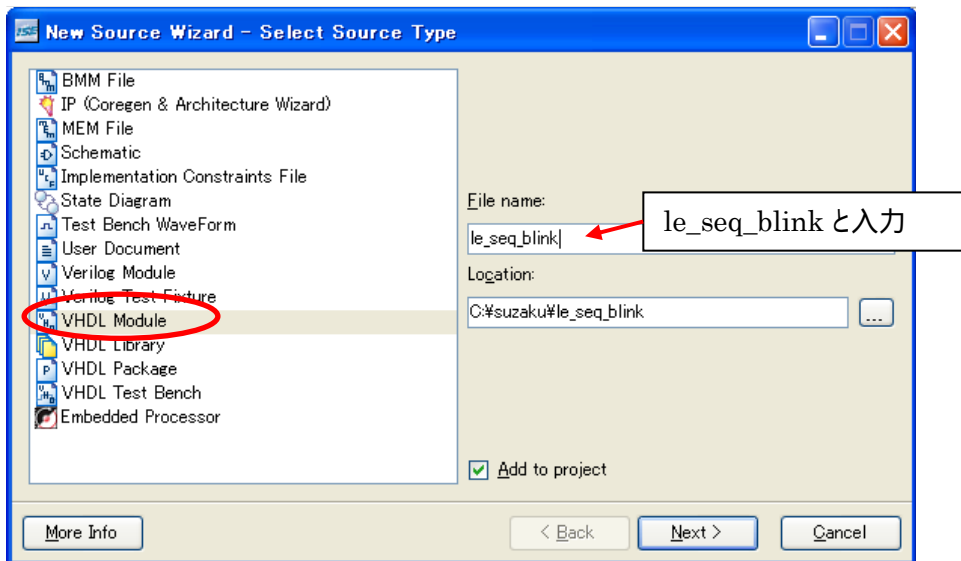 ISE New Source Wizard - Select Source Type
BMM File
IP (Coregen & Architecture Wizard)
MEM File
Schematic
Implementation Constraints File
State Diagram
Test Bench WaveForm
User Document
Verilog Module
Verilog Test Fixture
VHDL Module
VHDL Library
VHDL Package
VHDL Test Bench
Embedded Processor
File name:
le_seq_blink
le_seq_blink と入力
Location:
C:¥suzaku¥le_seq_blink
...
Add to project
More Info
< Back
Next >
Cancel